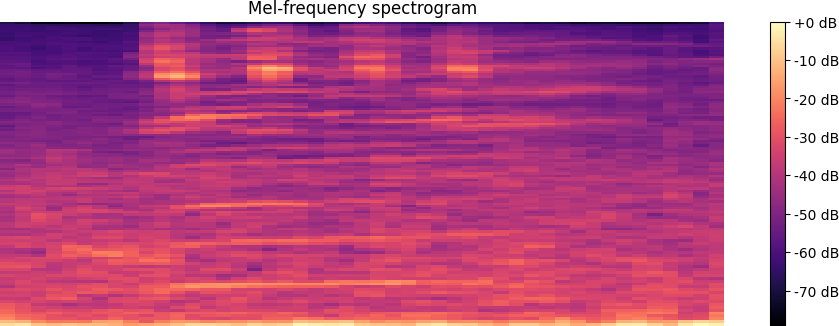 Mel-frequency spectrogram
+0 dB
-10 dB
-20 dB
-30 dB
-40 dB
-50 dB
-60 dB
-70 dB